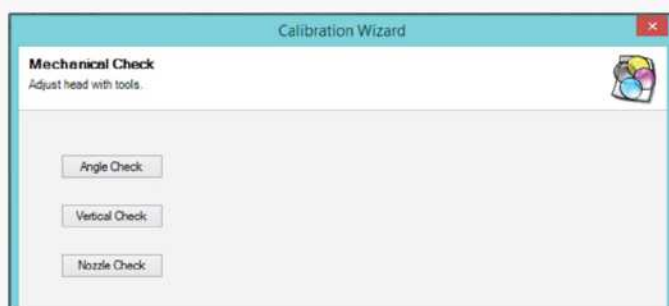 Calibration Wizard
Mechanical Check
Adjust head with tools.
Angle Check
Vertical Check
Nozzle Check